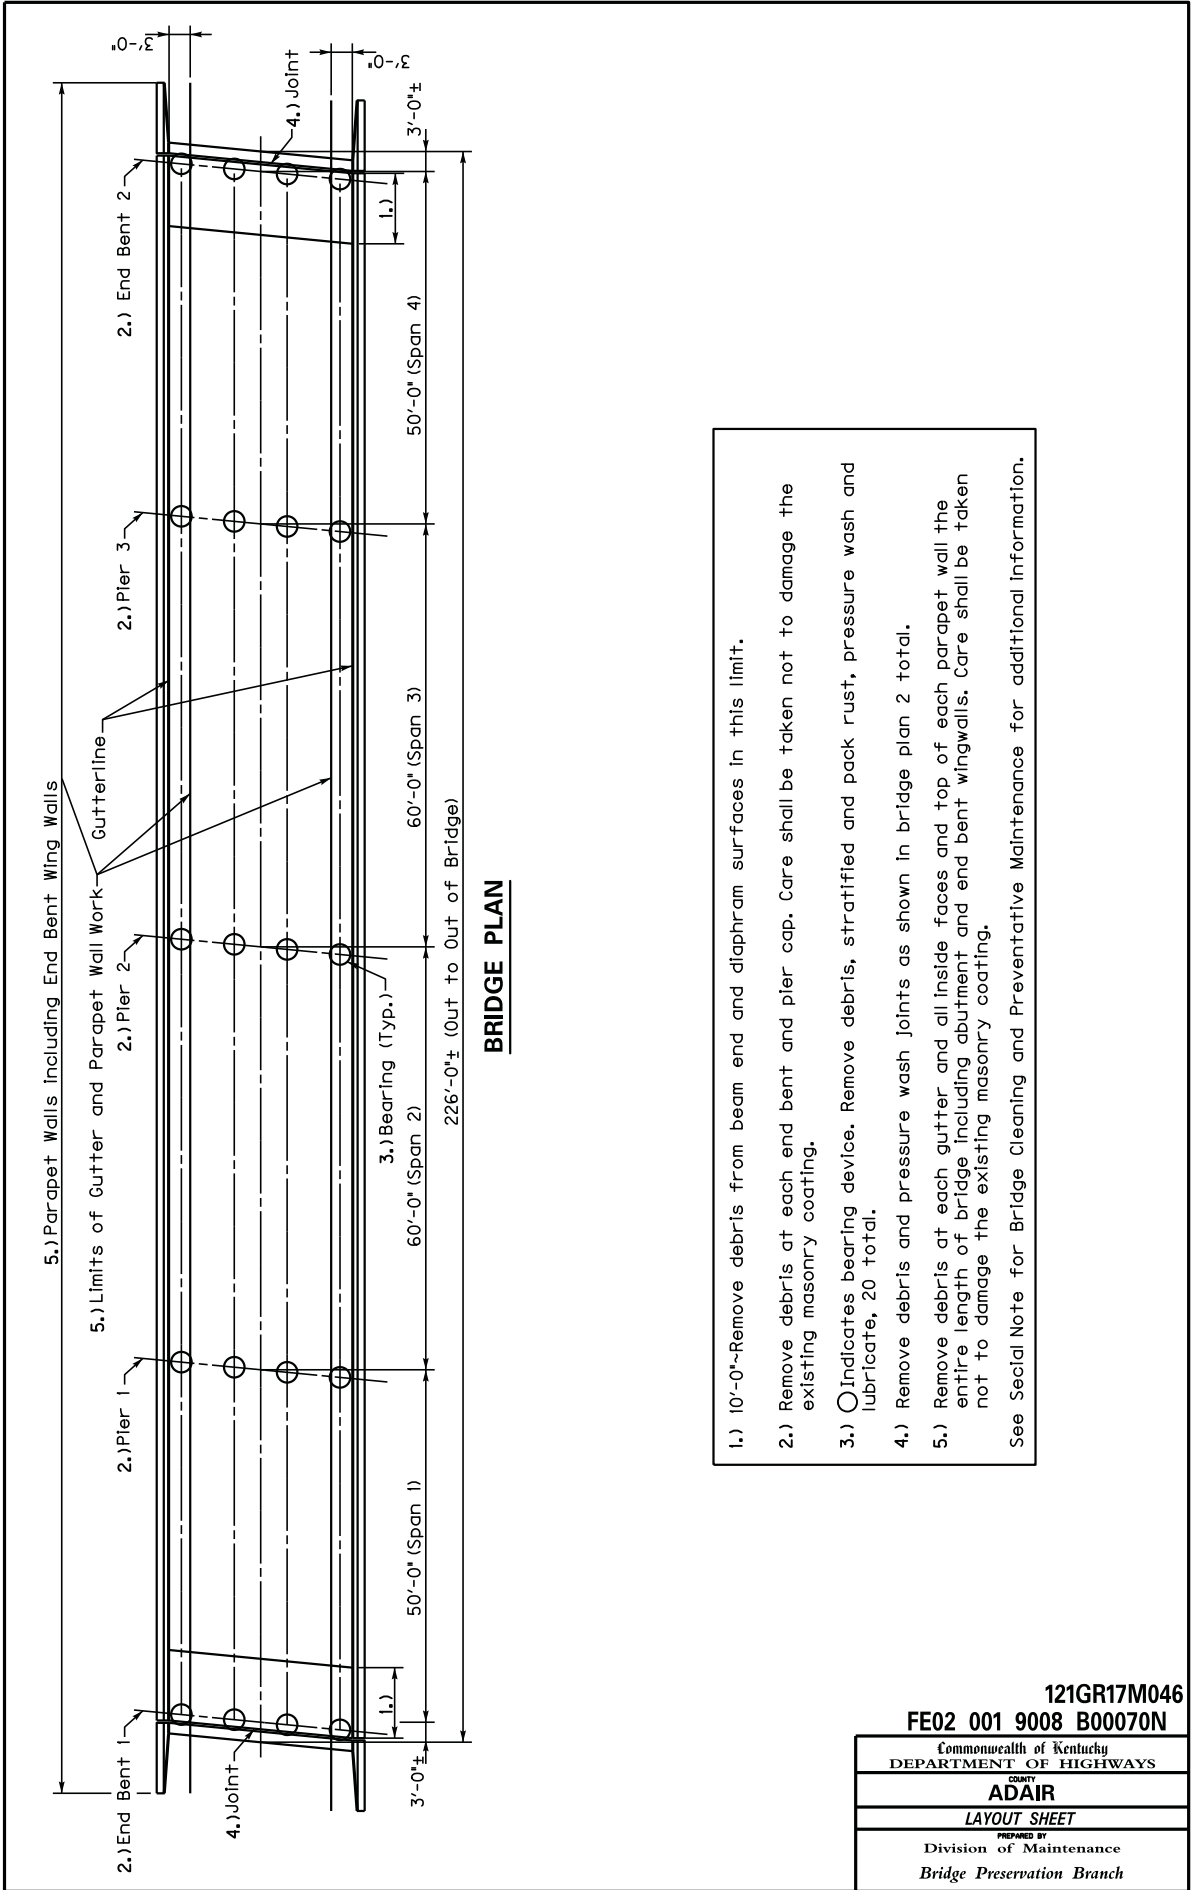 5.) Parapet Walls including End Bent Wing Walls
5.) Limits of Gutter and Parapet Wall Work
Gutterline
2.) End Bent 1
2.) Pier 1
2.) Pier 2
2.) Pier 3
2.) End Bent 2
3'-0"
3'-0"
4.) Joint
4.) Joint
1.)
1.)
3.) Bearing (Typ.)
3'-0"±
50'-0" (Span 1)
60'-0" (Span 2)
60'-0" (Span 3)
50'-0" (Span 4)
3'-0"±
226'-0"± (Out to Out of Bridge)
BRIDGE PLAN
1.) 10'-0"~Remove debris from beam end and diaphram surfaces in this limit.
2.) Remove debris at each end bent and pier cap. Care shall be taken not to damage the
existing masonry coating.
3.) Indicates bearing device. Remove debris, stratified and pack rust, pressure wash and
lubricate, 20 total.
4.) Remove debris and pressure wash joints as shown in bridge plan 2 total.
5.) Remove debris at each gutter and all inside faces and top of each parapet wall the
entire length of bridge including abutment and end bent wingwalls. Care shall be taken
not to damage the existing masonry coating.
See Secial Note for Bridge Cleaning and Preventative Maintenance for additional information.
121GR17M046
FE02 001 9008 B00070N
Commonwealth of Kentucky
DEPARTMENT OF HIGHWAYS
COUNTY
ADAIR
LAYOUT SHEET
PREPARED BY
Division of Maintenance
Bridge Preservation Branch